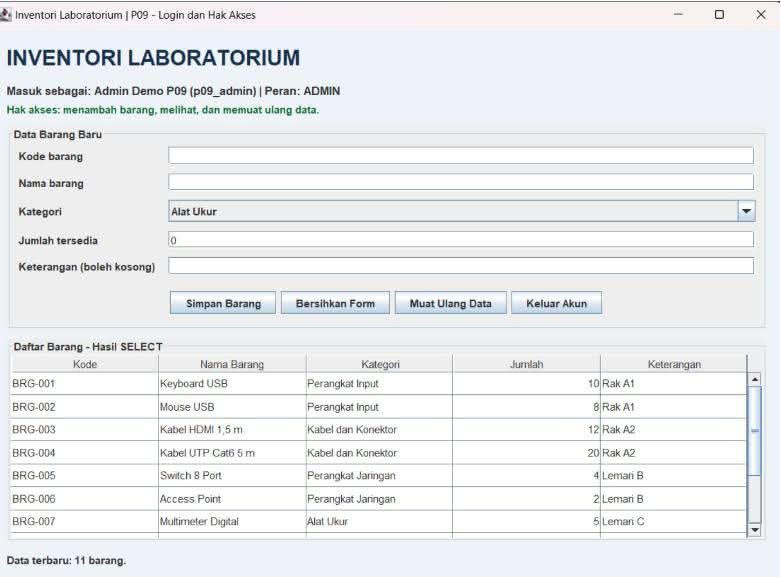 Inventori Laboratorium | P09 - Login dan Hak Akses
INVENTORI LABORATORIUM
Masuk sebagai: Admin Demo P09 (p09_admin) | Peran: ADMIN
Hak akses: menambah barang, melihat, dan memuat ulang data.
Data Barang Baru
Kode barang
Nama barang
Kategori Alat Ukur
Jumlah tersedia 0
Keterangan (boleh kosong)
Simpan Barang Bersihkan Form Muat Ulang Data Keluar Akun
Daftar Barang - Hasil SELECT
Kode Nama Barang Kategori Jumlah Keterangan
BRG-001 Keyboard USB Perangkat Input 10 Rak A1
BRG-002 Mouse USB Perangkat Input 8 Rak A1
BRG-003 Kabel HDMI 1,5 m Kabel dan Konektor 12 Rak A2
BRG-004 Kabel UTP Cat6 5 m Kabel dan Konektor 20 Rak A2
BRG-005 Switch 8 Port Perangkat Jaringan 4 Lemari B
BRG-006 Access Point Perangkat Jaringan 2 Lemari B
BRG-007 Multimeter Digital Alat Ukur 5 Lemari C
Data terbaru: 11 barang.